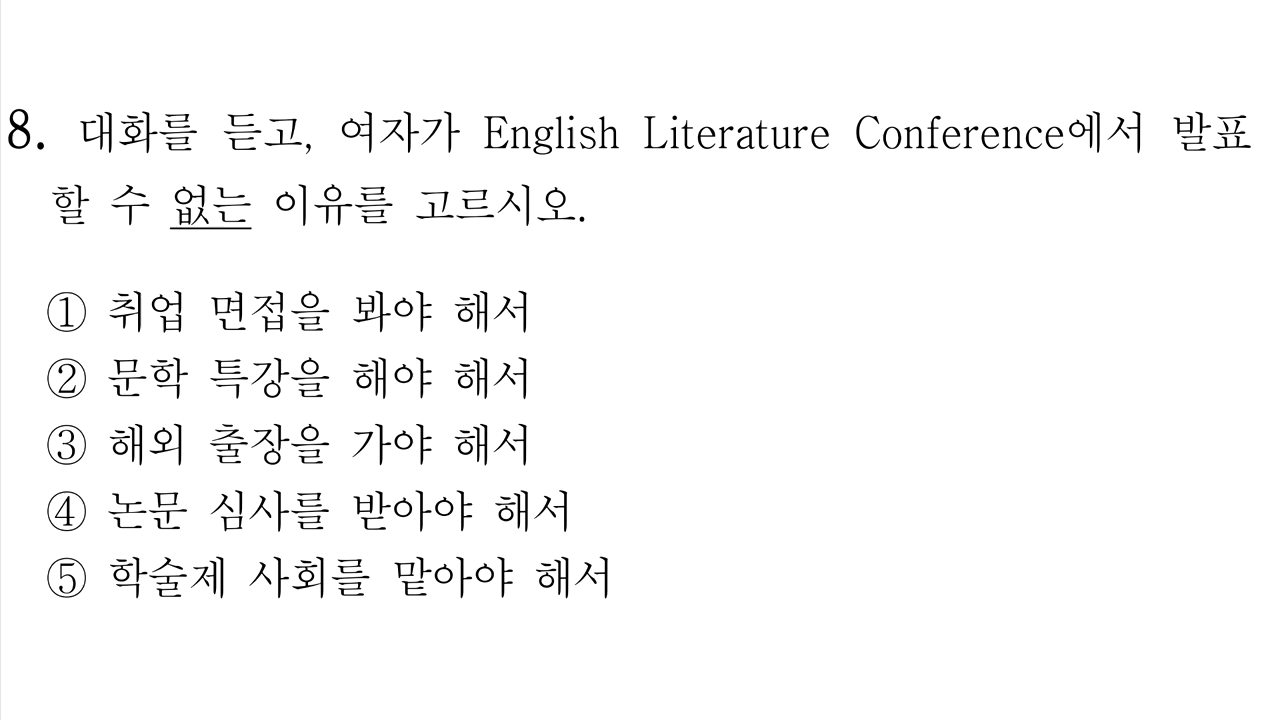 8. 대화를 듣고, 여자가 English Literature Conference에서 발표
할 수 없는 이유를 고르시오.
① 취업 면접을 봐야 해서
② 문학 특강을 해야 해서
③ 해외 출장을 가야 해서
④ 논문 심사를 받아야 해서
⑤ 학술제 사회를 맡아야 해서